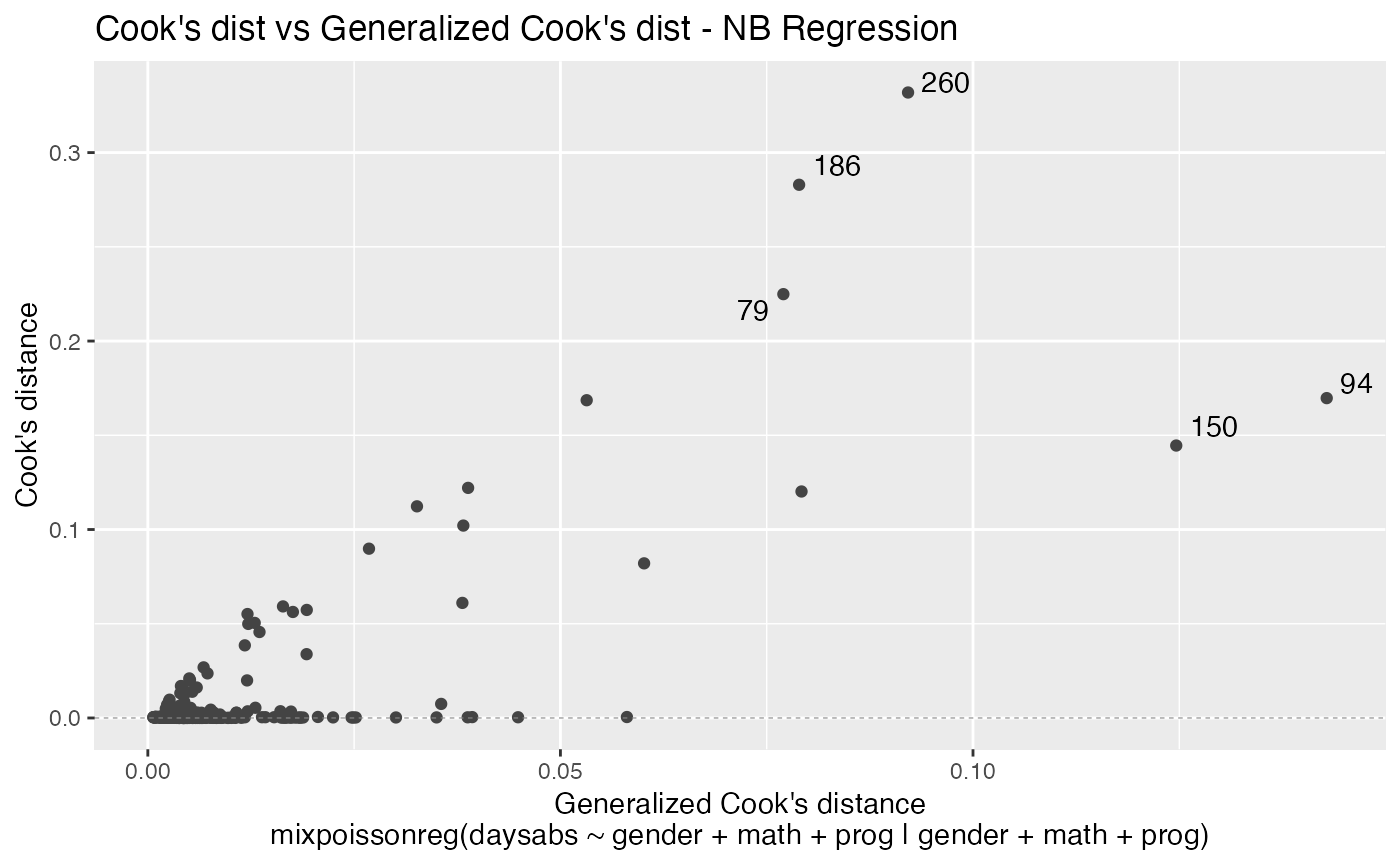 Cook's dist vs Generalized Cook's dist - NB Regression
260
0.3
186
79
0.2
94
150
Cook's distance
0.1
0.0
0.00 0.05 0.10
Generalized Cook's distance
mixpoissonreg(daysabs ~ gender + math + prog | gender + math + prog)